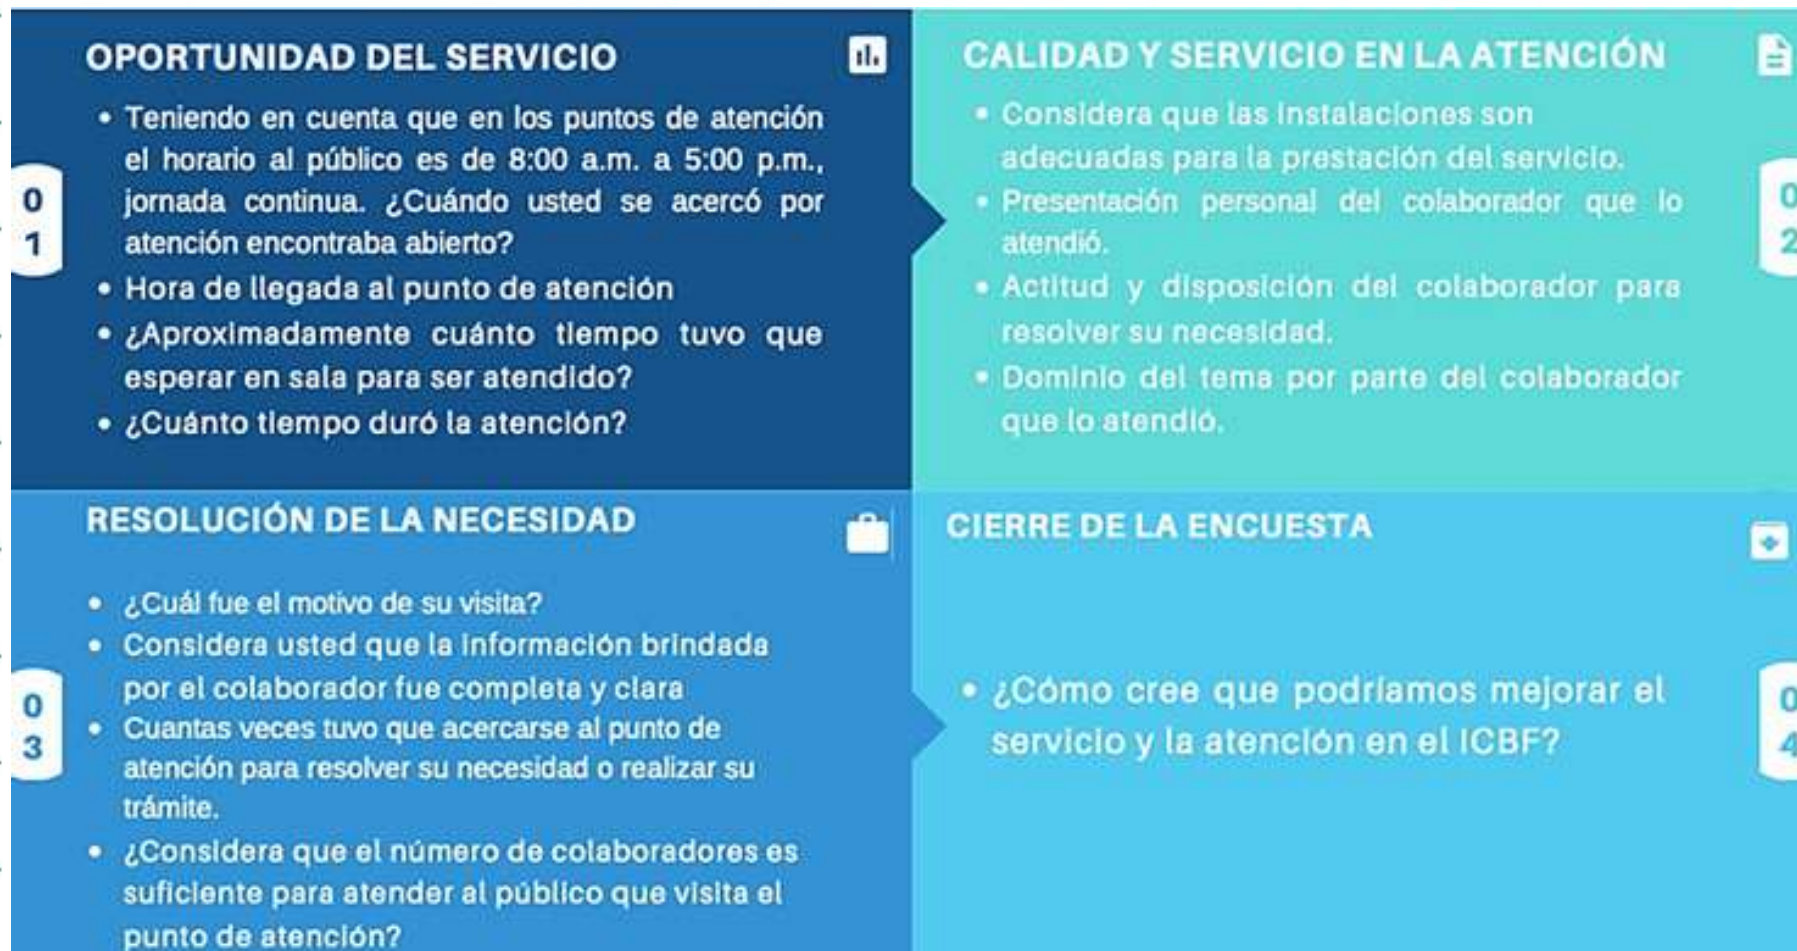 OPORTUNIDAD DEL SERVICIO
• Teniendo en cuenta que en los puntos de atención
el horario al público es de 8:00 a.m. a 5:00 p.m.,
jornada continua. ¿Cuándo usted se acercó por
atención encontraba abierto?
• Hora de llegada al punto de atención
• ¿Aproximadamente cuánto tiempo tuvo que
esperar en sala para ser atendido?
• ¿Cuánto tiempo duró la atención?
0
1
CALIDAD Y SERVICIO EN LA ATENCIÓN
• Considera que las instalaciones son
adecuadas para la prestación del servicio.
• Presentación personal del colaborador que lo
atendió.
• Actitud y disposición del colaborador para
resolver su necesidad.
• Dominio del tema por parte del colaborador
que lo atendió.
0
2
RESOLUCIÓN DE LA NECESIDAD
• ¿Cuál fue el motivo de su visita?
• Considera usted que la información brindada
por el colaborador fue completa y clara
• Cuantas veces tuvo que acercarse al punto de
atención para resolver su necesidad o realizar su
trámite.
• ¿Considera que el número de colaboradores es
suficiente para atender al público que visita el
punto de atención?
0
3
CIERRE DE LA ENCUESTA
• ¿Cómo cree que podríamos mejorar el
servicio y la atención en el ICBF?
0
4